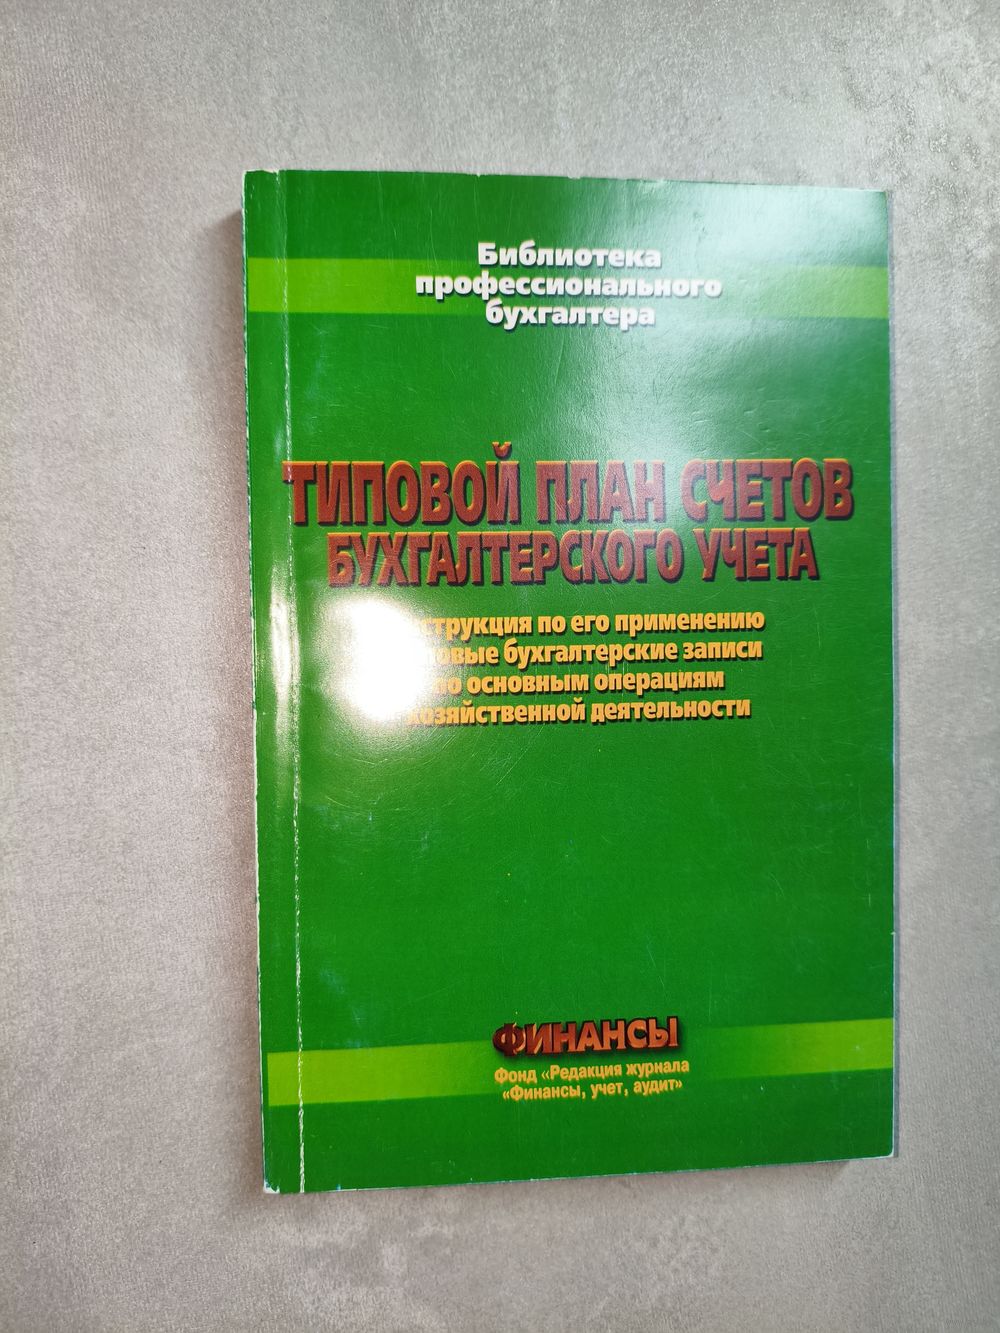 Библиотека
профессионального
бухгалтера
ТИПОВОЙ ПЛАН СЧЕТОВ
БУХГАЛТЕРСКОГО УЧЕТА
по его применению
бухгалтерские записи
по основным операциям
хозяйственной деятельности
ФИНАНСЫ
Фонд «Редакция журнала
«Финансы, учет, аудит»